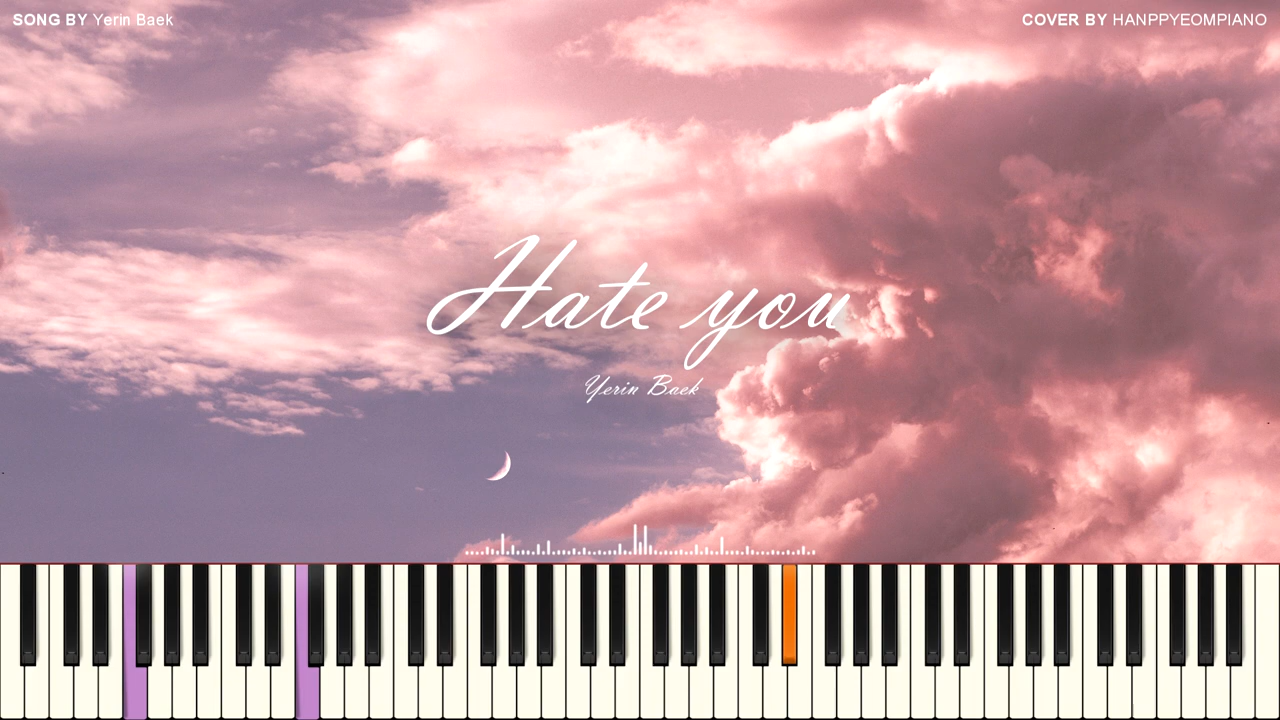 SONG BY Yerin Baek
COVER BY HANPPYEOMPIANO
Hate you
Yerin Baek